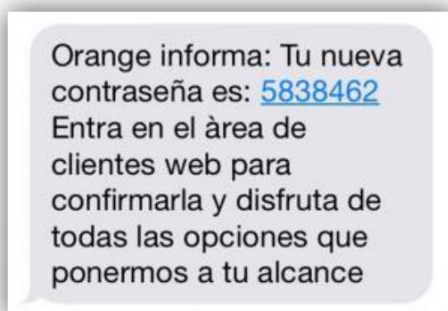 Orange informa: Tu nueva
contraseña es: 5838462
Entra en el àrea de
clientes web para
confirmarla y disfruta de
todas las opciones que
ponermos a tu alcance